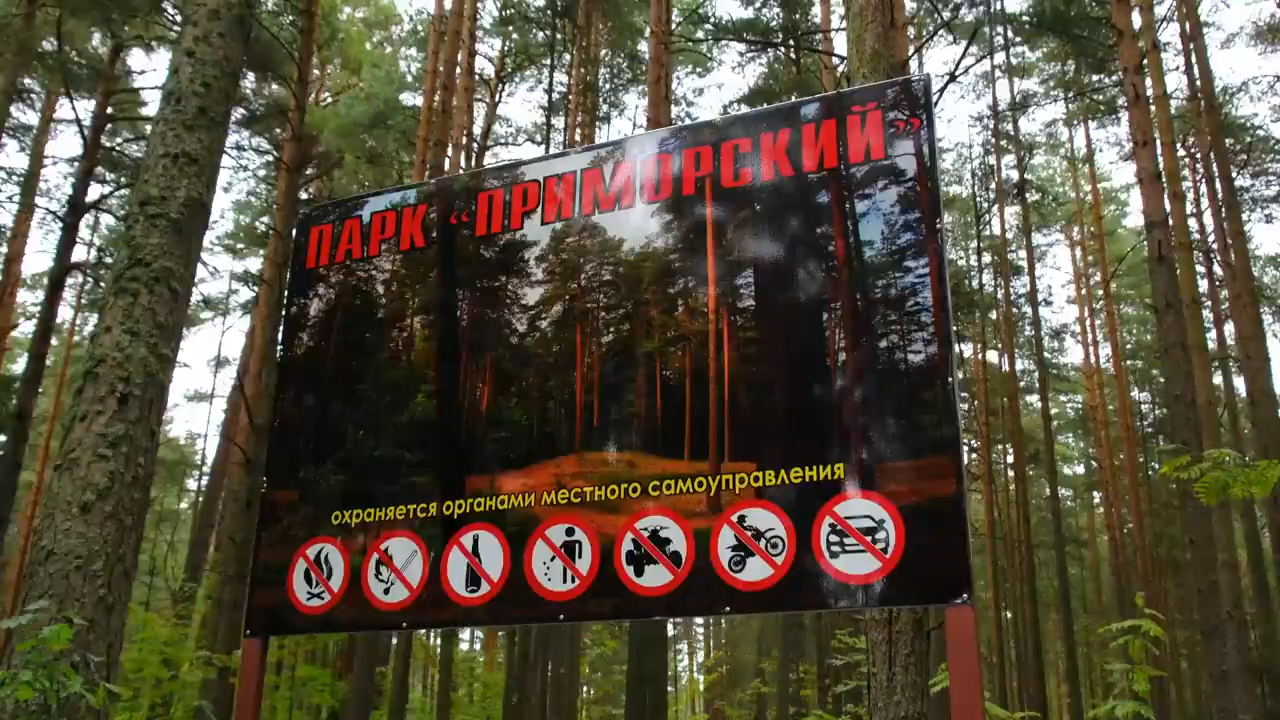 ПАРК «ПРИМОРСКИЙ»
охраняется органами местного самоуправления